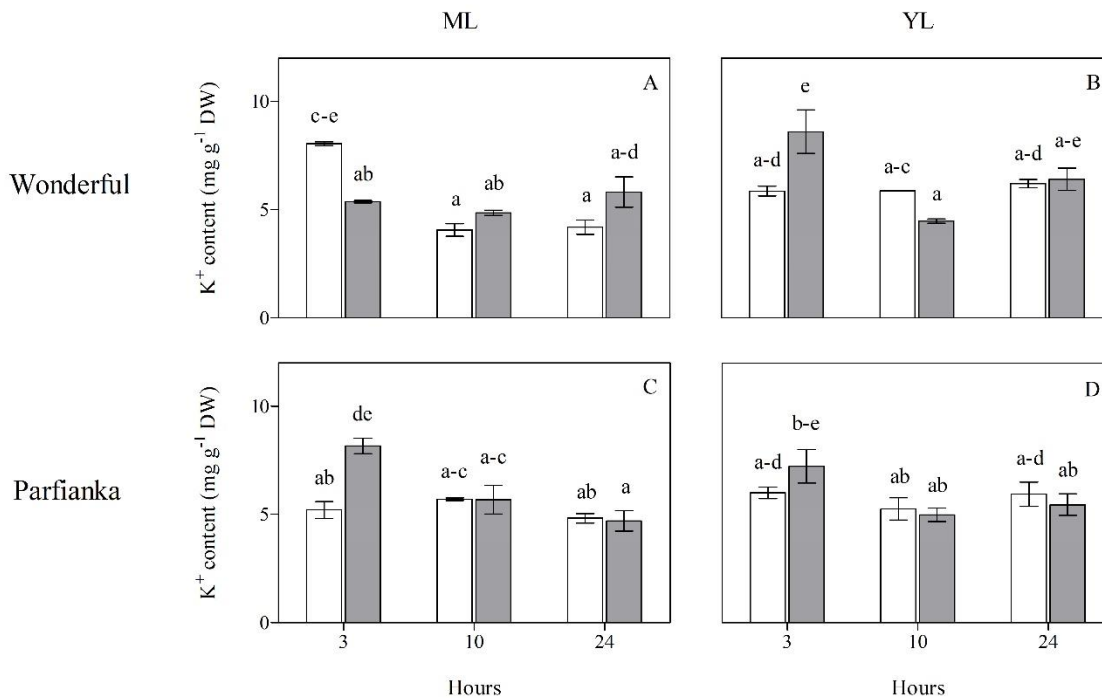 ML
YL
Wonderful
K⁺ content (mg g⁻¹ DW)
10
5
0
A
c-e
ab
a
ab
a
a-d
B
a-d
e
a-c
a
a-d
a-e
Parfianka
K⁺ content (mg g⁻¹ DW)
10
5
0
C
ab
de
a-c
a-c
ab
a
D
a-d
b-e
ab
ab
a-d
ab
3
10
24
3
10
24
Hours
Hours